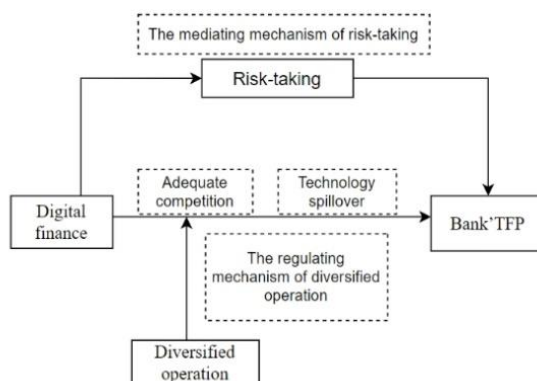 The mediating mechanism of risk-taking
Risk-taking
Adequate
competition
Technology
spillover
Digital
finance
Bank'TFP
The regulating
mechanism of diversified
operation
Diversified
operation